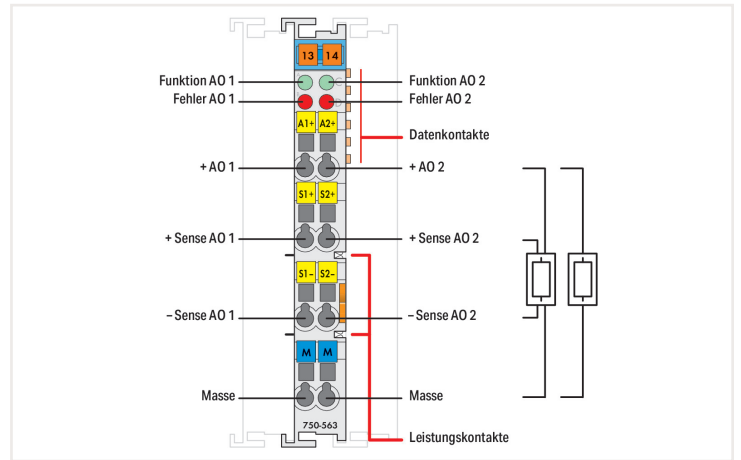 13 14
Funktion AO 1
C
Funktion AO 2
Fehler AO 1
D
Fehler AO 2
A1+ A2+
Datenkontakte
+ AO 1
+ AO 2
S1+ S2+
+ Sense AO 1
+ Sense AO 2
S1– S2–
– Sense AO 1
– Sense AO 2
M M
Masse
Masse
750-563
Leistungskontakte